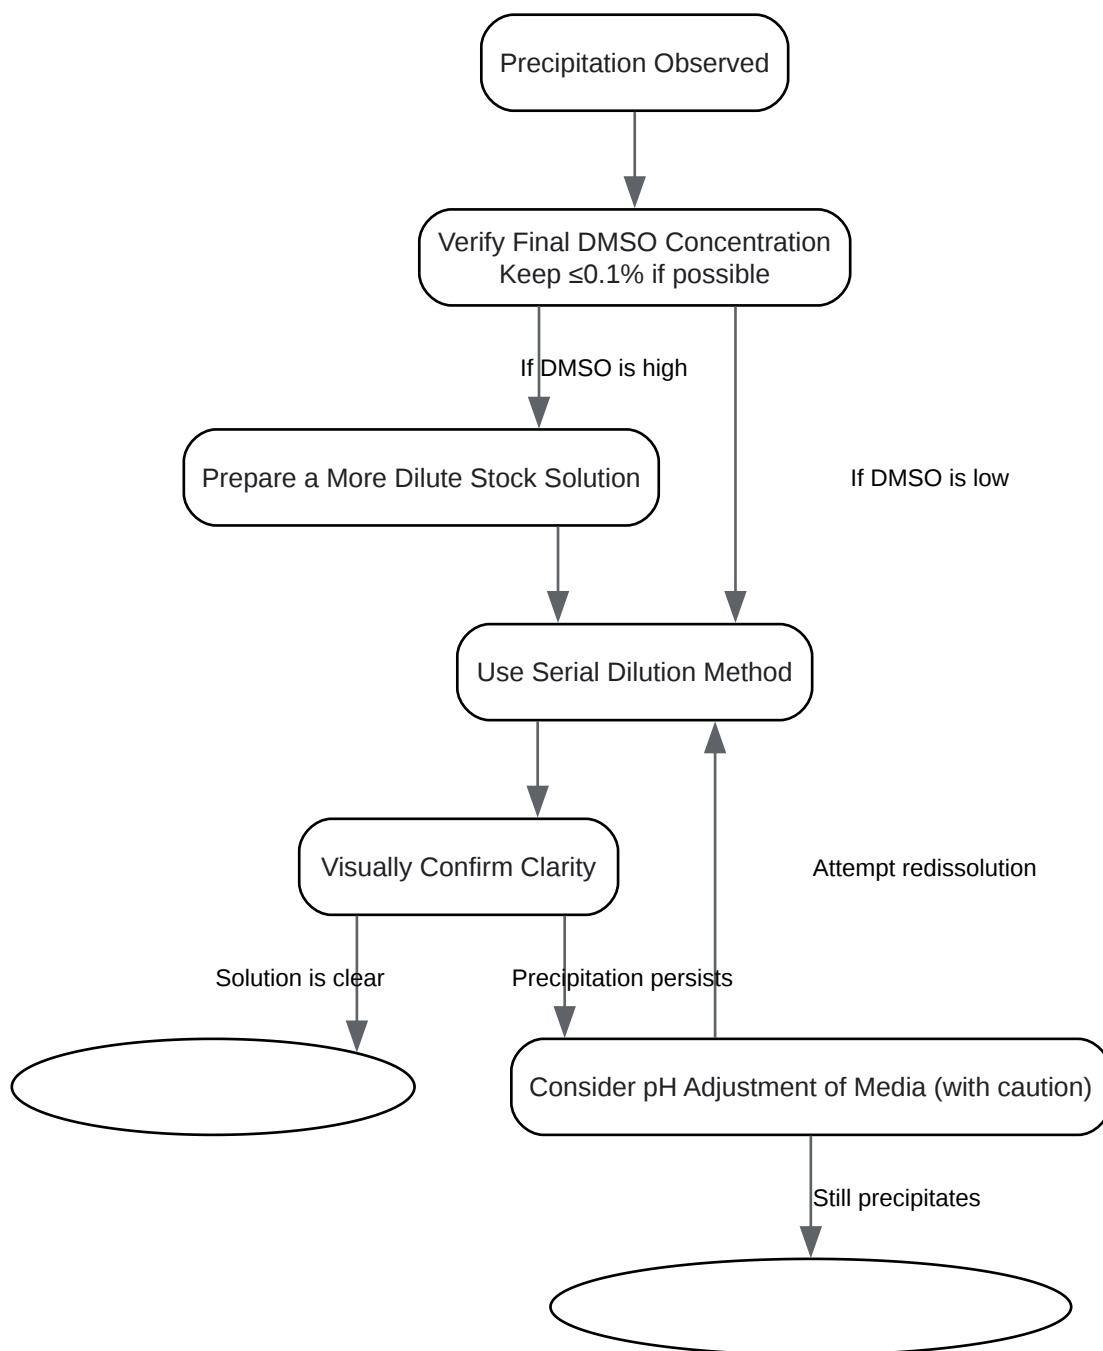 Precipitation Observed
Verify Final DMSO Concentration
Keep ≤0.1% if possible
If DMSO is high
Prepare a More Dilute Stock Solution
If DMSO is low
Use Serial Dilution Method
Visually Confirm Clarity
Attempt redissolution
Solution is clear
Precipitation persists
Consider pH Adjustment of Media (with caution)
Still precipitates